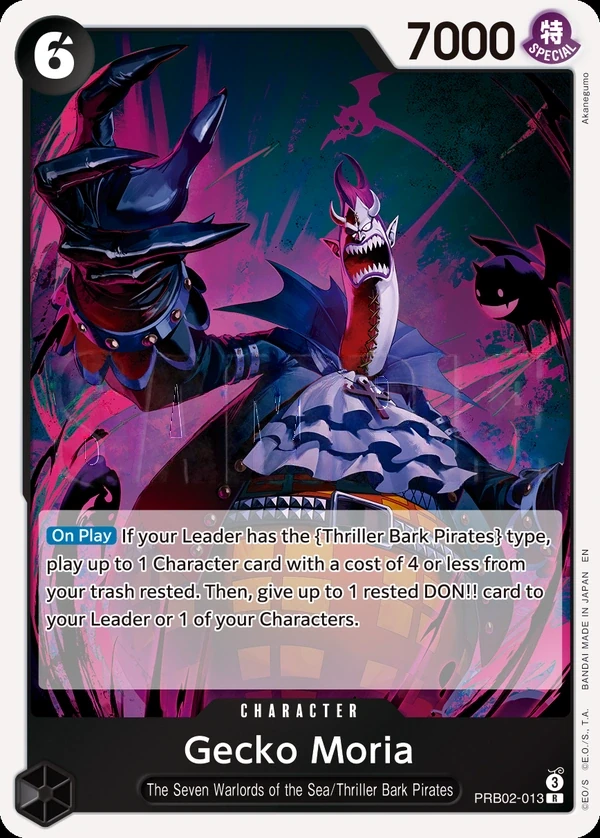 6
7000
特
SPECIAL
Akanegumo
On Play If your Leader has the {Thriller Bark Pirates} type,
play up to 1 Character card with a cost of 4 or less from
your trash rested. Then, give up to 1 rested DON!! card to
your Leader or 1 of your Characters.
CHARACTER
Gecko Moria
The Seven Warlords of the Sea/Thriller Bark Pirates
3
PRB02-013 R
©E.O/S ©E.O./S., T.A. BANDAI MADE IN JAPAN EN